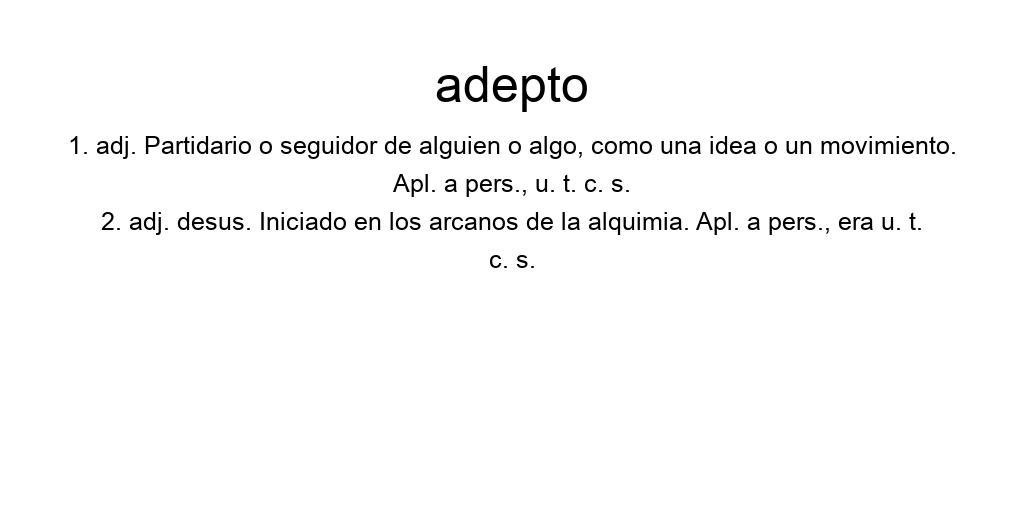 adepto
1. adj. Partidario o seguidor de alguien o algo, como una idea o un movimiento.
Apl. a pers., u. t. c. s.
2. adj. desus. Iniciado en los arcanos de la alquimia. Apl. a pers., era u. t.
c. s.